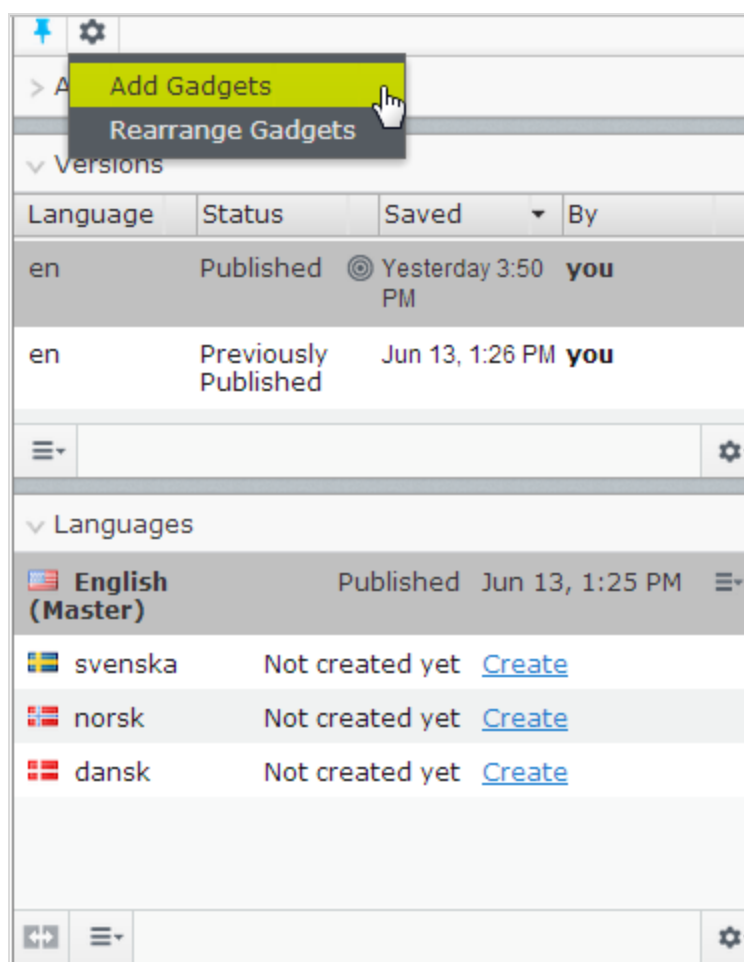 Add Gadgets
A
Rearrange Gadgets
Versions
Language Status Saved By
en Published Yesterday 3:50 PM you
en Previously Published Jun 13, 1:26 PM you
Languages
English (Master) Published Jun 13, 1:25 PM
svenska Not created yet Create
norsk Not created yet Create
dansk Not created yet Create